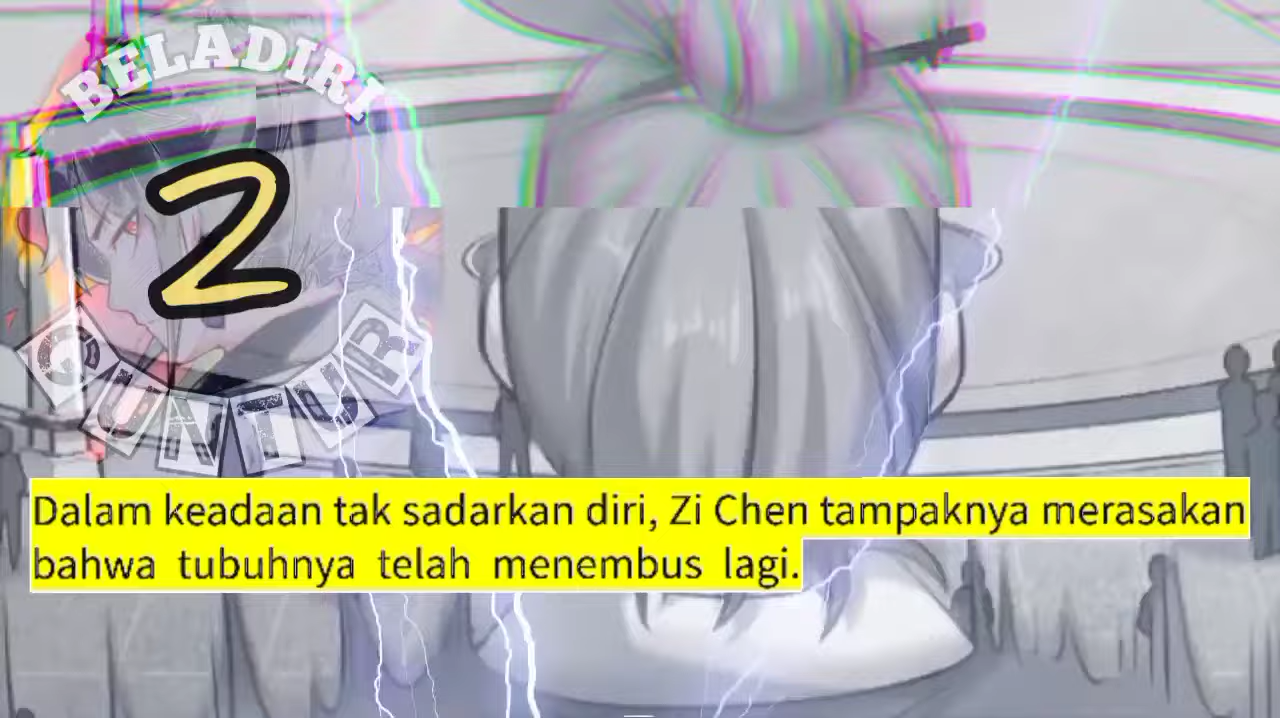 BELADIRI
2
GUNTUR
Dalam keadaan tak sadarkan diri, Zi Chen tampaknya merasakan
bahwa tubuhnya telah menembus lagi.